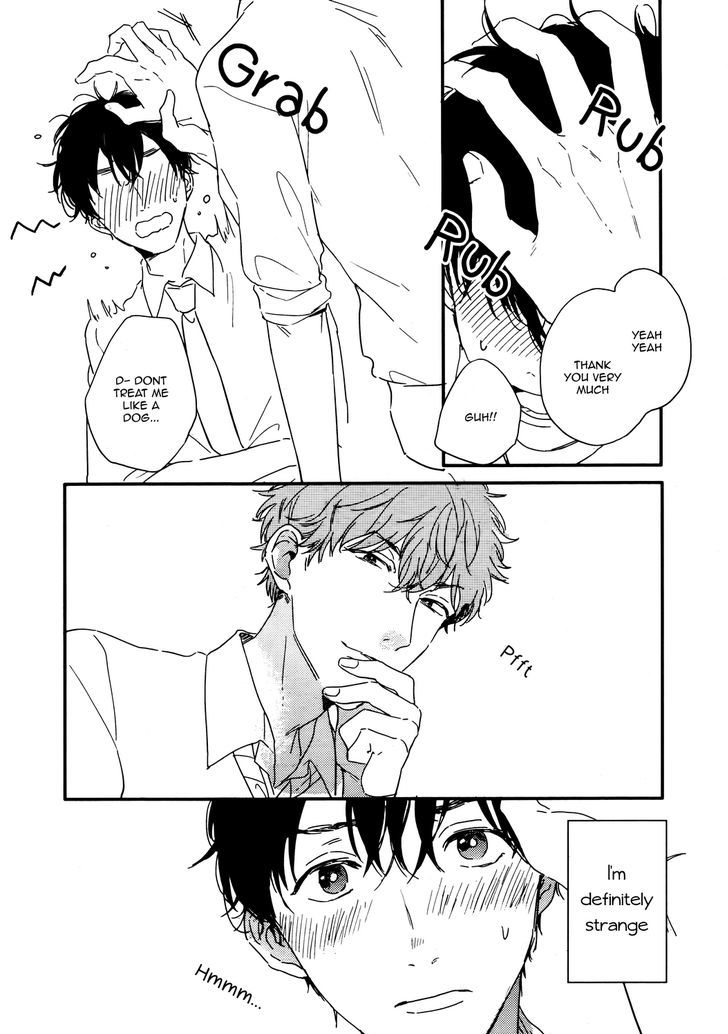 Rub
Rub
YEAH
YEAH
THANK
YOU VERY
MUCH
GUH!!
Grab
D- DONT
TREAT ME
LIKE A
DOG...
Pfft
I'm
definitely
strange
Hmmm...